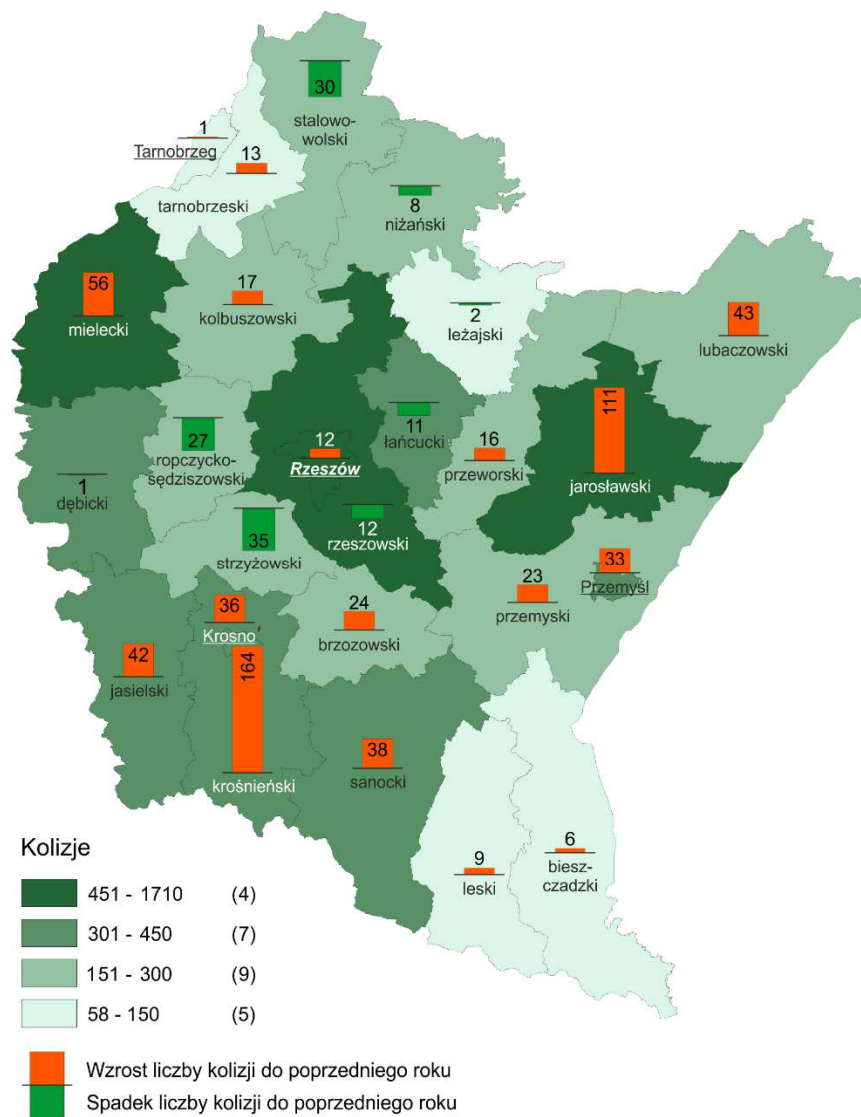 30
stalowo-
wolski
1
Tarnobrzeg
13
tarnobrzeski
8
niżański
56
mielecki
17
kolbuszowski
2
leżajski
43
lubaczowski
27
ropczycko-
sędziszowski
12
Rzeszów
11
łańcucki
16
przeworski
111
jarosławski
1
dębicki
12
rzeszowski
35
strzyżowski
33
Przemyśl
23
przemyski
36
Krosno
24
brzozowski
42
jasielski
164
krośnieński
38
sanocki
9
leski
6
biesz-
czadzki
Kolizje
451 - 1710 (4)
301 - 450 (7)
151 - 300 (9)
58 - 150 (5)
Wzrost liczby kolizji do poprzedniego roku
Spadek liczby kolizji do poprzedniego roku